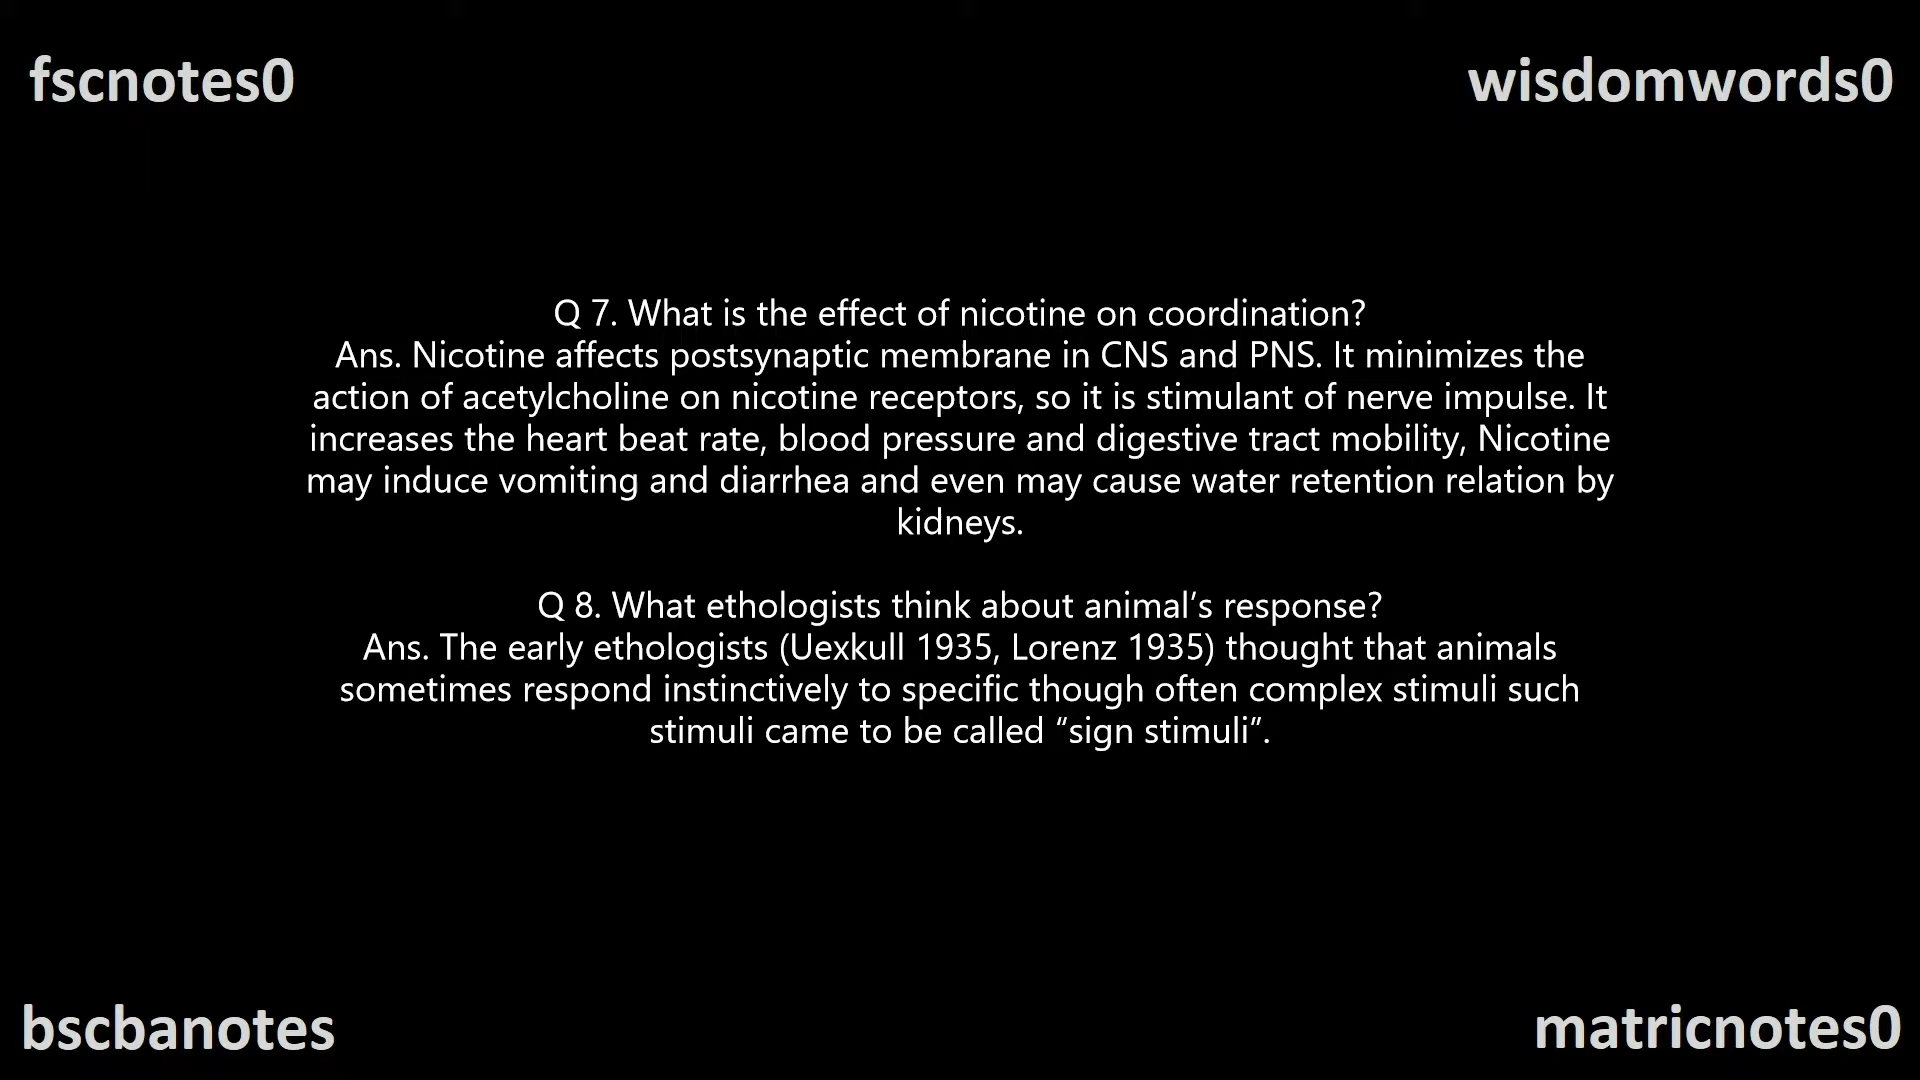 fscnotes0
wisdomwords0
Q 7. What is the effect of nicotine on coordination?
Ans. Nicotine affects postsynaptic membrane in CNS and PNS. It minimizes the
action of acetylcholine on nicotine receptors, so it is stimulant of nerve impulse. It
increases the heart beat rate, blood pressure and digestive tract mobility, Nicotine
may induce vomiting and diarrhea and even may cause water retention relation by
kidneys.
Q 8. What ethologists think about animal’s response?
Ans. The early ethologists (Uexkull 1935, Lorenz 1935) thought that animals
sometimes respond instinctively to specific though often complex stimuli such
stimuli came to be called “sign stimuli”.
bscbanotes
matricnotes0